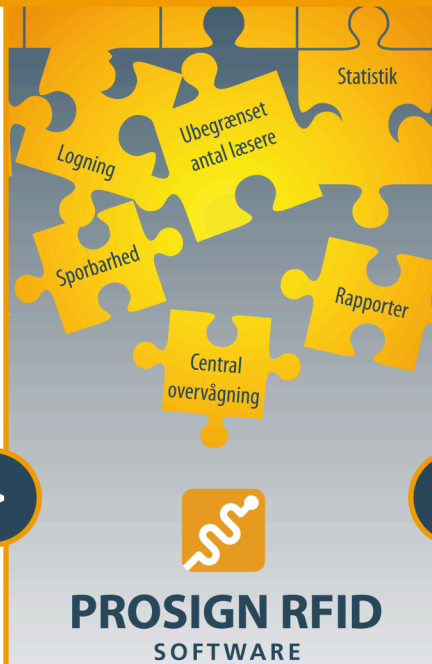 Statistik
Ubegrænset
antal læsere
Logning
Sporbarhed
Rapporter
Central
overvågning
PROSIGN RFID
SOFTWARE